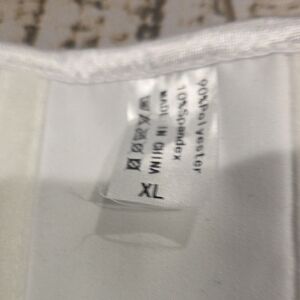 90%Polyester
10%Spandex
MADE IN CHINA
XL